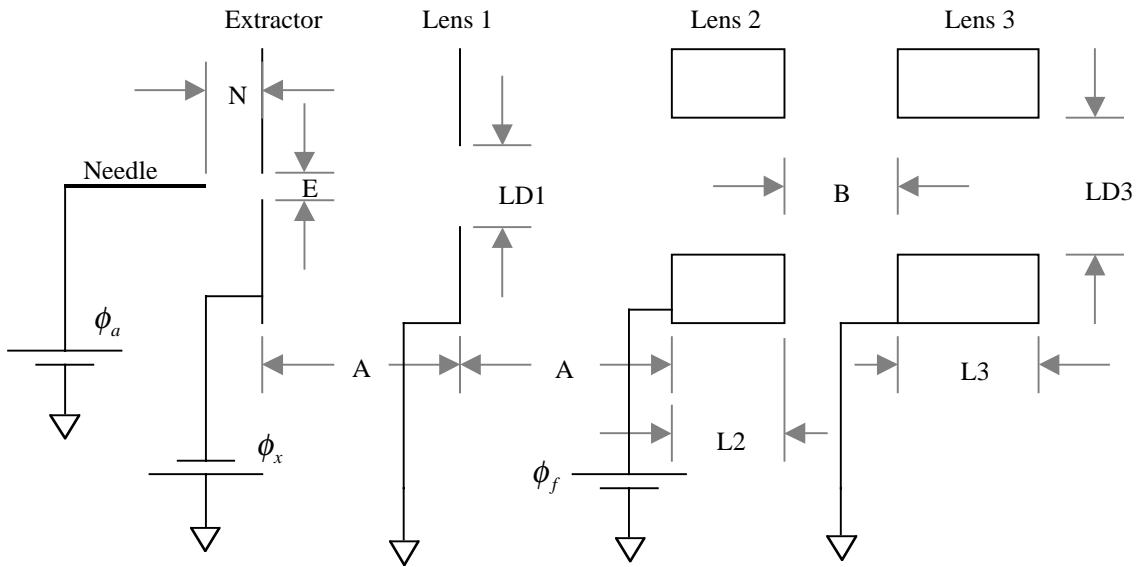 Extractor Lens 1 Lens 2 Lens 3
N
Needle
E
LD1
B
LD3
ϕa
A
A
L3
L2
ϕx
ϕf